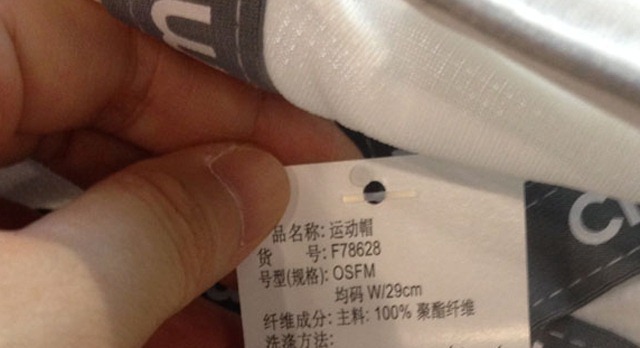 品名称: 运动帽
货 号: F78628
号型(规格): OSFM
均码 W/29cm
纤维成分: 主料: 100% 聚酯纤维
洗涤方法: